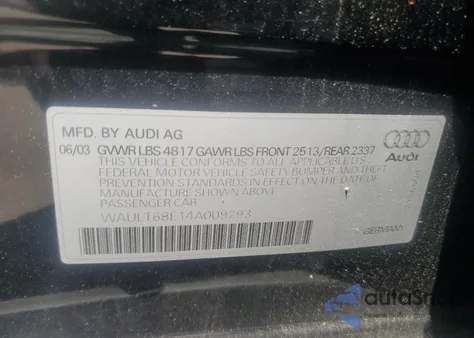 MFD. BY AUDI AG
06/03 GVWR LBS 4817 GAWR LBS FRONT 2513/REAR 2337
THIS VEHICLE CONFORMS TO ALL APPLICABLE U.S.
FEDERAL MOTOR VEHICLE SAFETY BUMPER AND THEFT
PREVENTION STANDARDS IN EFFECT ON THE DATE OF
MANUFACTURE SHOWN ABOVE.
PASSENGER CAR
WAULT68E14A009293
Audi
GERMANY